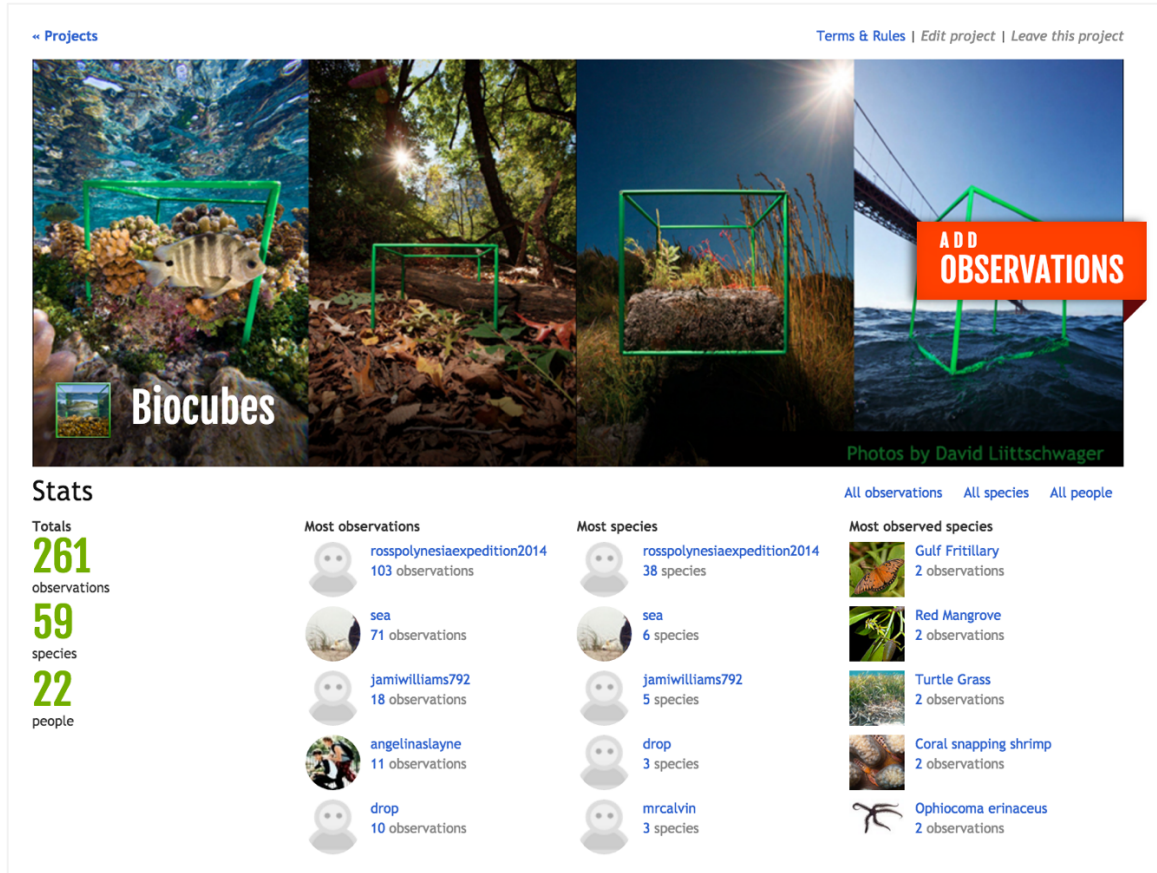 « Projects
Terms & Rules | Edit project | Leave this project
ADD
OBSERVATIONS
Biocubes
Photos by David Liittschwager
Stats
All observations All species All people
Totals
261
observations
59
species
22
people
Most observations
rosspolynesiaexpedition2014
103 observations
sea
71 observations
jamiwilliams792
18 observations
angelinaslayne
11 observations
drop
10 observations
Most species
rosspolynesiaexpedition2014
38 species
sea
6 species
jamiwilliams792
5 species
drop
3 species
mrcalvin
3 species
Most observed species
Gulf Fritillary
2 observations
Red Mangrove
2 observations
Turtle Grass
2 observations
Coral snapping shrimp
2 observations
Ophiocoma erinaceus
2 observations